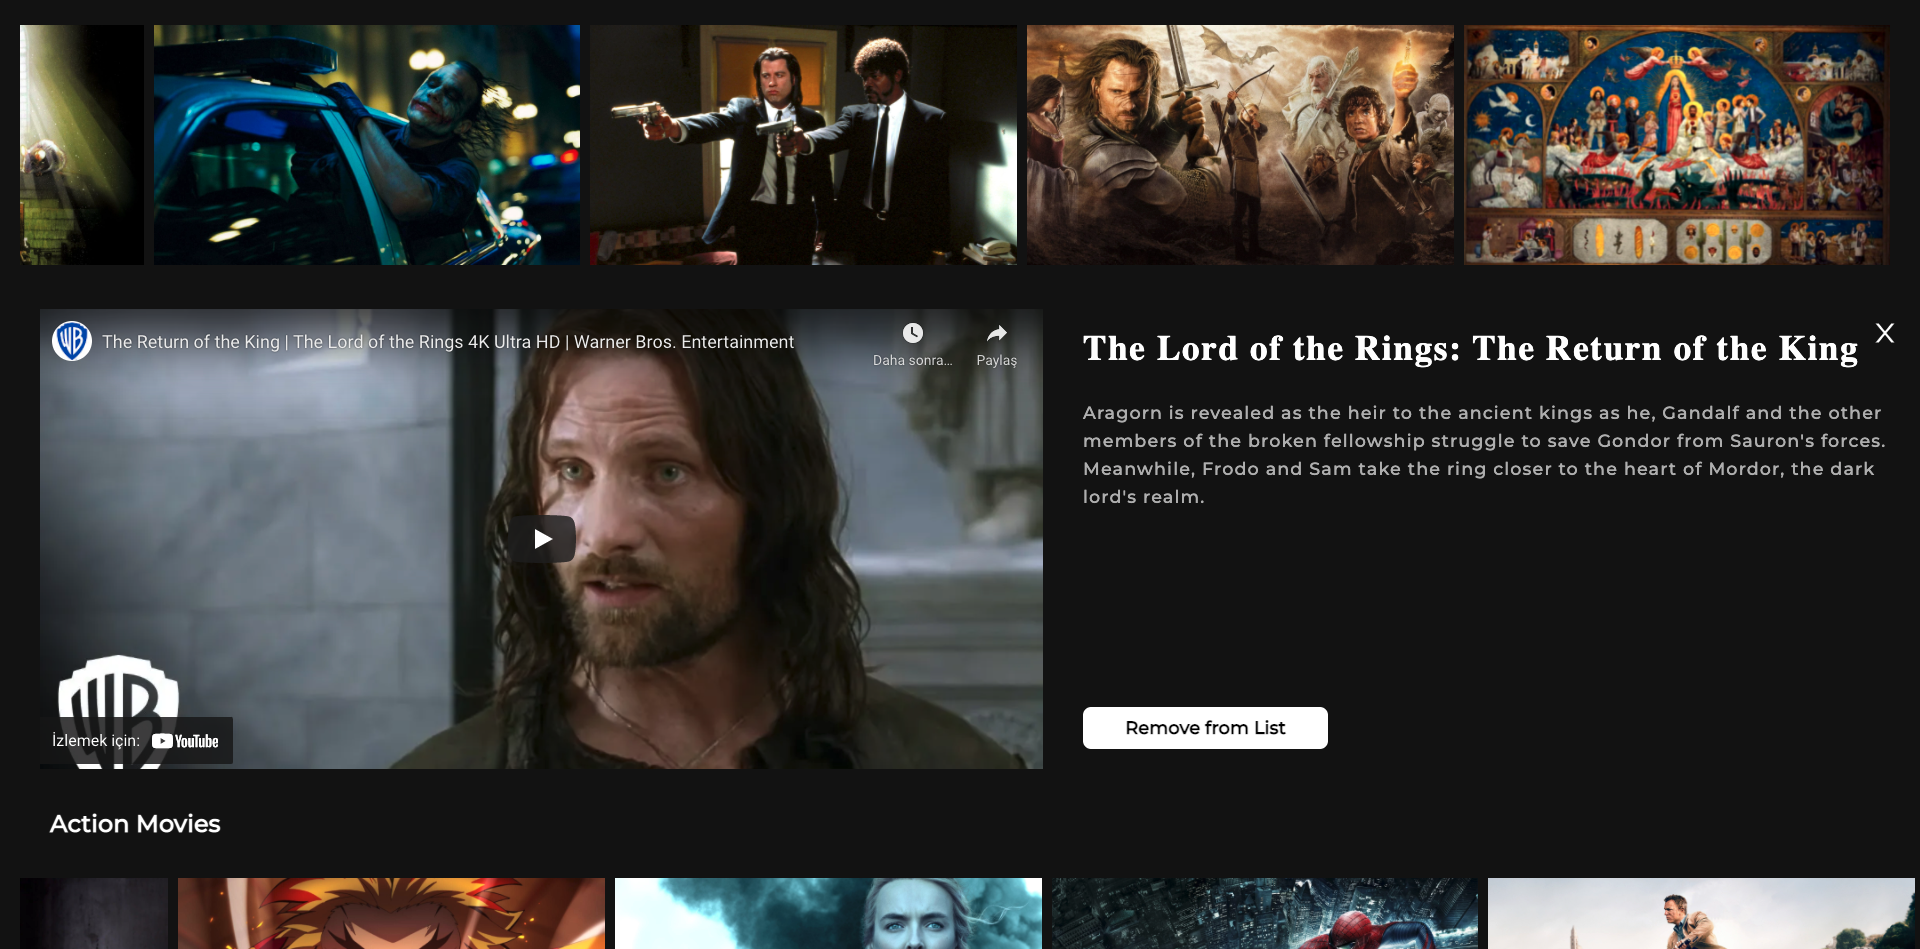 The Return of the King | The Lord of the Rings 4K Ultra HD | Warner Bros. Entertainment
Daha sonra...
Paylaş
The Lord of the Rings: The Return of the King
X
Aragorn is revealed as the heir to the ancient kings as he, Gandalf and the other
members of the broken fellowship struggle to save Gondor from Sauron's forces.
Meanwhile, Frodo and Sam take the ring closer to the heart of Mordor, the dark
lord's realm.
İzlemek için: YouTube
Remove from List
Action Movies